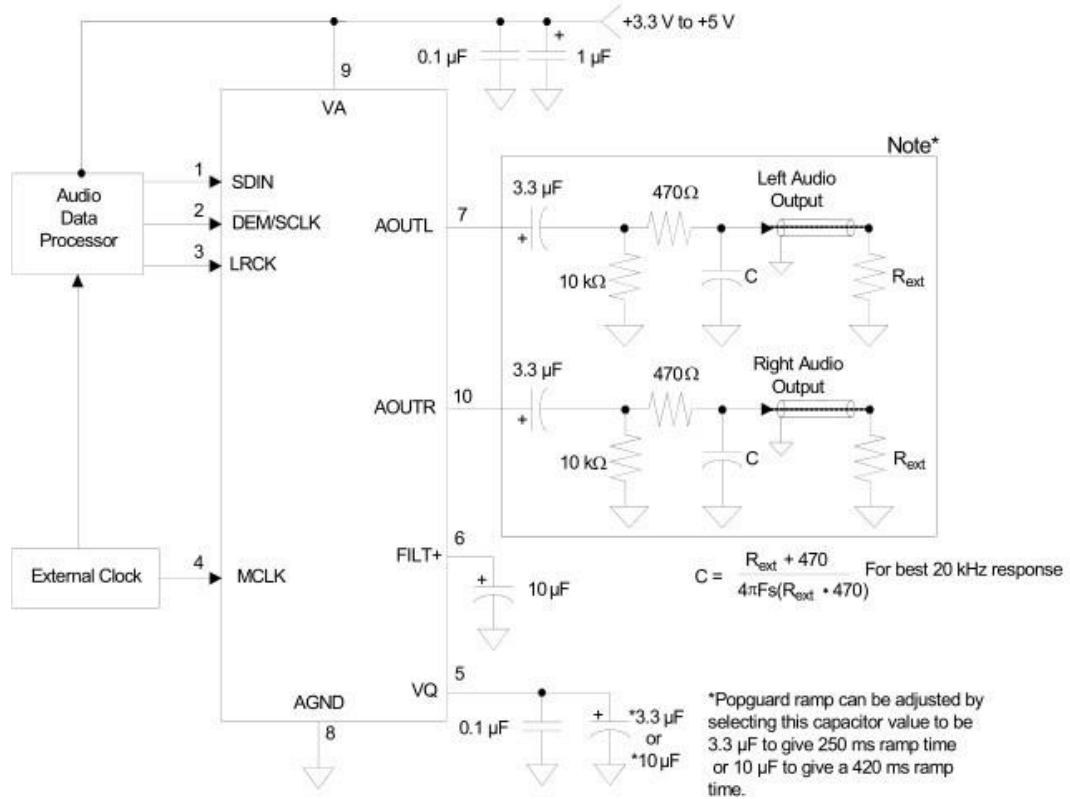 +3.3 V to +5 V
0.1 µF
+
1 µF
9
VA
Note*
Audio
Data
Processor
1
SDIN
2
DEM/SCLK
3
LRCK
AOUTL
7
3.3 µF
+
470Ω
Left Audio
Output
10 kΩ
C
Rext
AOUTR
10
3.3 µF
+
470Ω
Right Audio
Output
10 kΩ
C
Rext
External Clock
4
MCLK
FILT+
6
+
10 µF
C = Rext + 470
4πFs(Rext • 470)
For best 20 kHz response
VQ
5
0.1 µF
+
*3.3 µF
or
*10 µF
AGND
8
*Popguard ramp can be adjusted by
selecting this capacitor value to be
3.3 µF to give 250 ms ramp time
or 10 µF to give a 420 ms ramp
time.